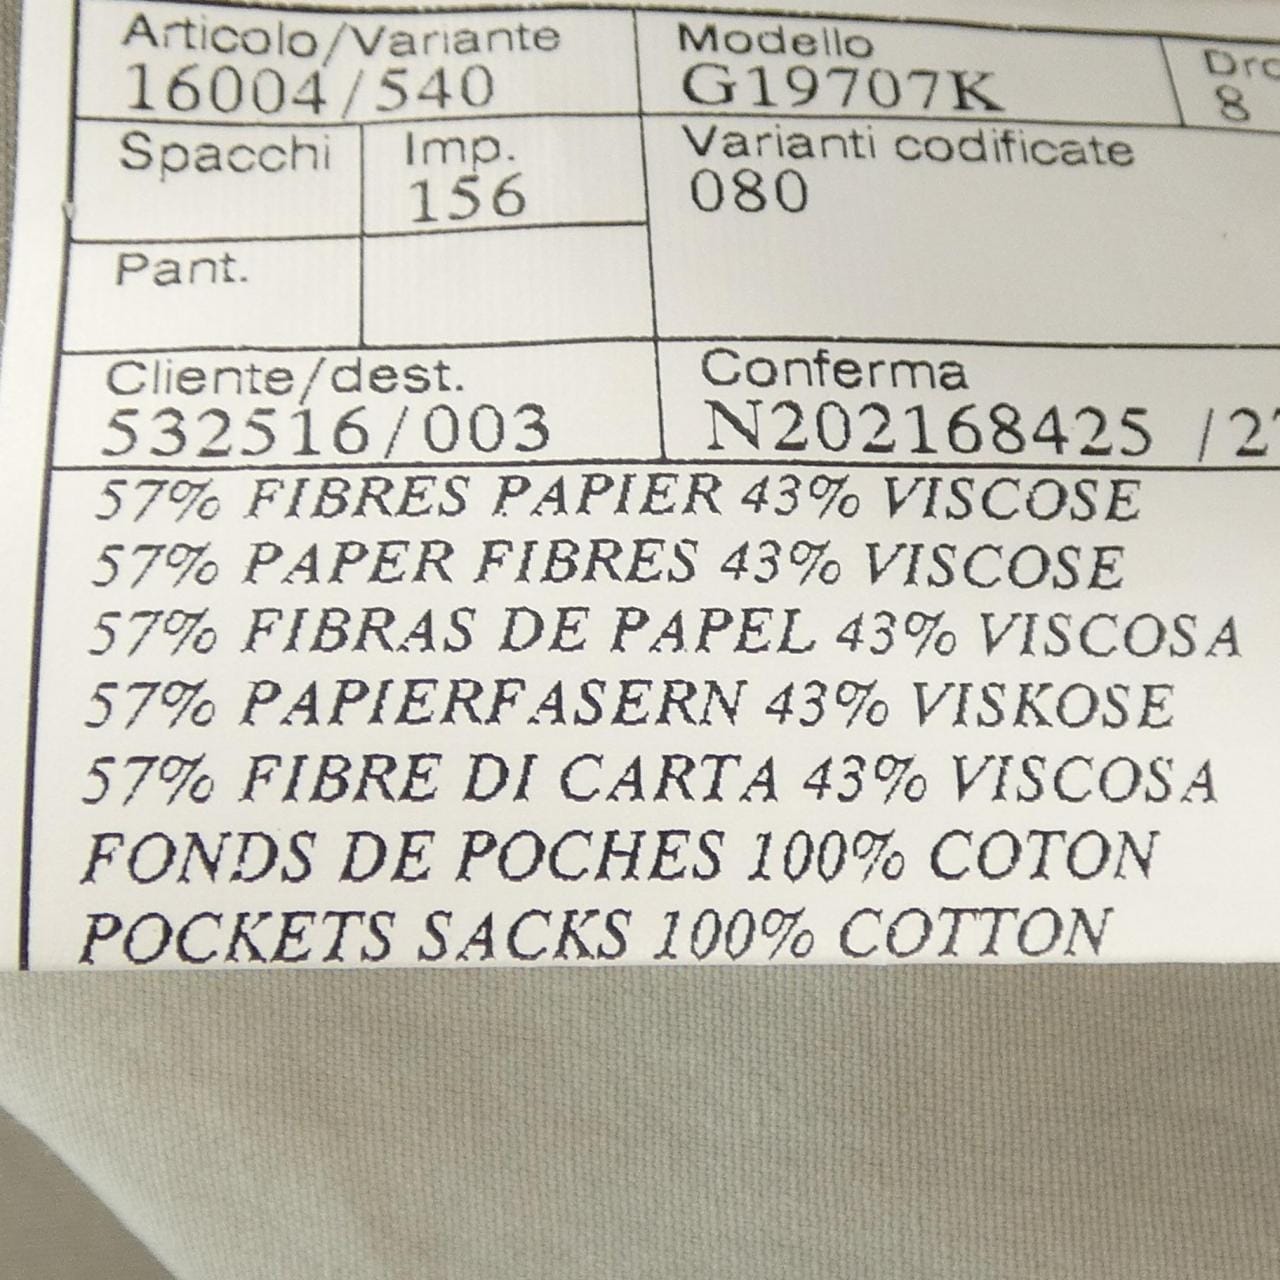 Articolo/Variante Modello
16004/540 G19707K 8
Spacchi Imp. Varianti codificate
156 080
Pant.
Cliente/dest. Conferma
532516/003 N202168425
57% FIBRES PAPIER 43% VISCOSE
57% PAPER FIBRES 43% VISCOSE
57% FIBRAS DE PAPEL 43% VISCOSA
57% PAPIERFASERN 43% VISKOSE
57% FIBRE DI CARTA 43% VISCOSA
FONDS DE POCHES 100% COTON
POCKETS SACKS 100% COTTON